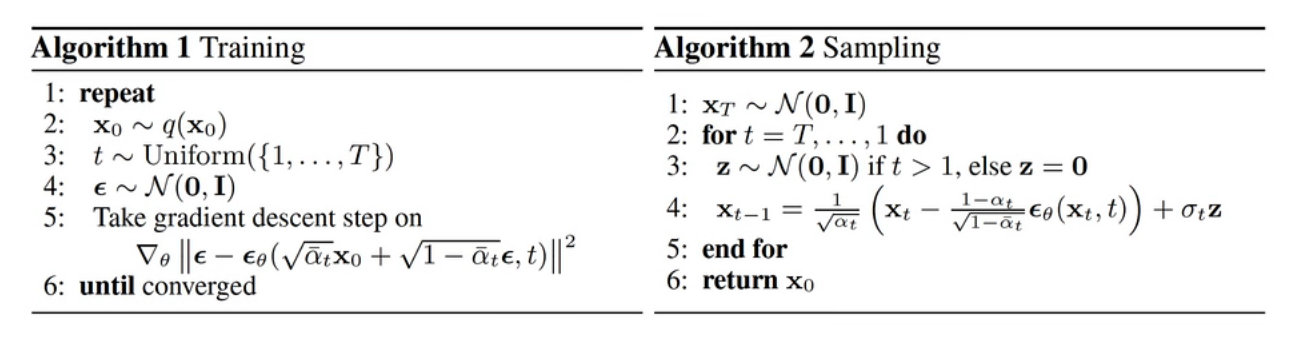 Algorithm 1 Training
1: repeat
2: x₀ ∼ q(x₀)
3: t ∼ Uniform({1, . . . , T})
4: ϵ ∼ 𝒩(0, I)
5: Take gradient descent step on
∇_θ ‖ϵ − ϵ_θ(√ᾱ_t x₀ + √(1 − ᾱ_t) ϵ, t)‖²
6: until converged
Algorithm 2 Sampling
1: x_T ∼ 𝒩(0, I)
2: for t = T, . . . , 1 do
3: z ∼ 𝒩(0, I) if t > 1, else z = 0
4: x_{t−1} = 1/√α_t (x_t − (1−α_t)/√(1−ᾱ_t) ϵ_θ(x_t, t)) + σ_t z
5: end for
6: return x₀